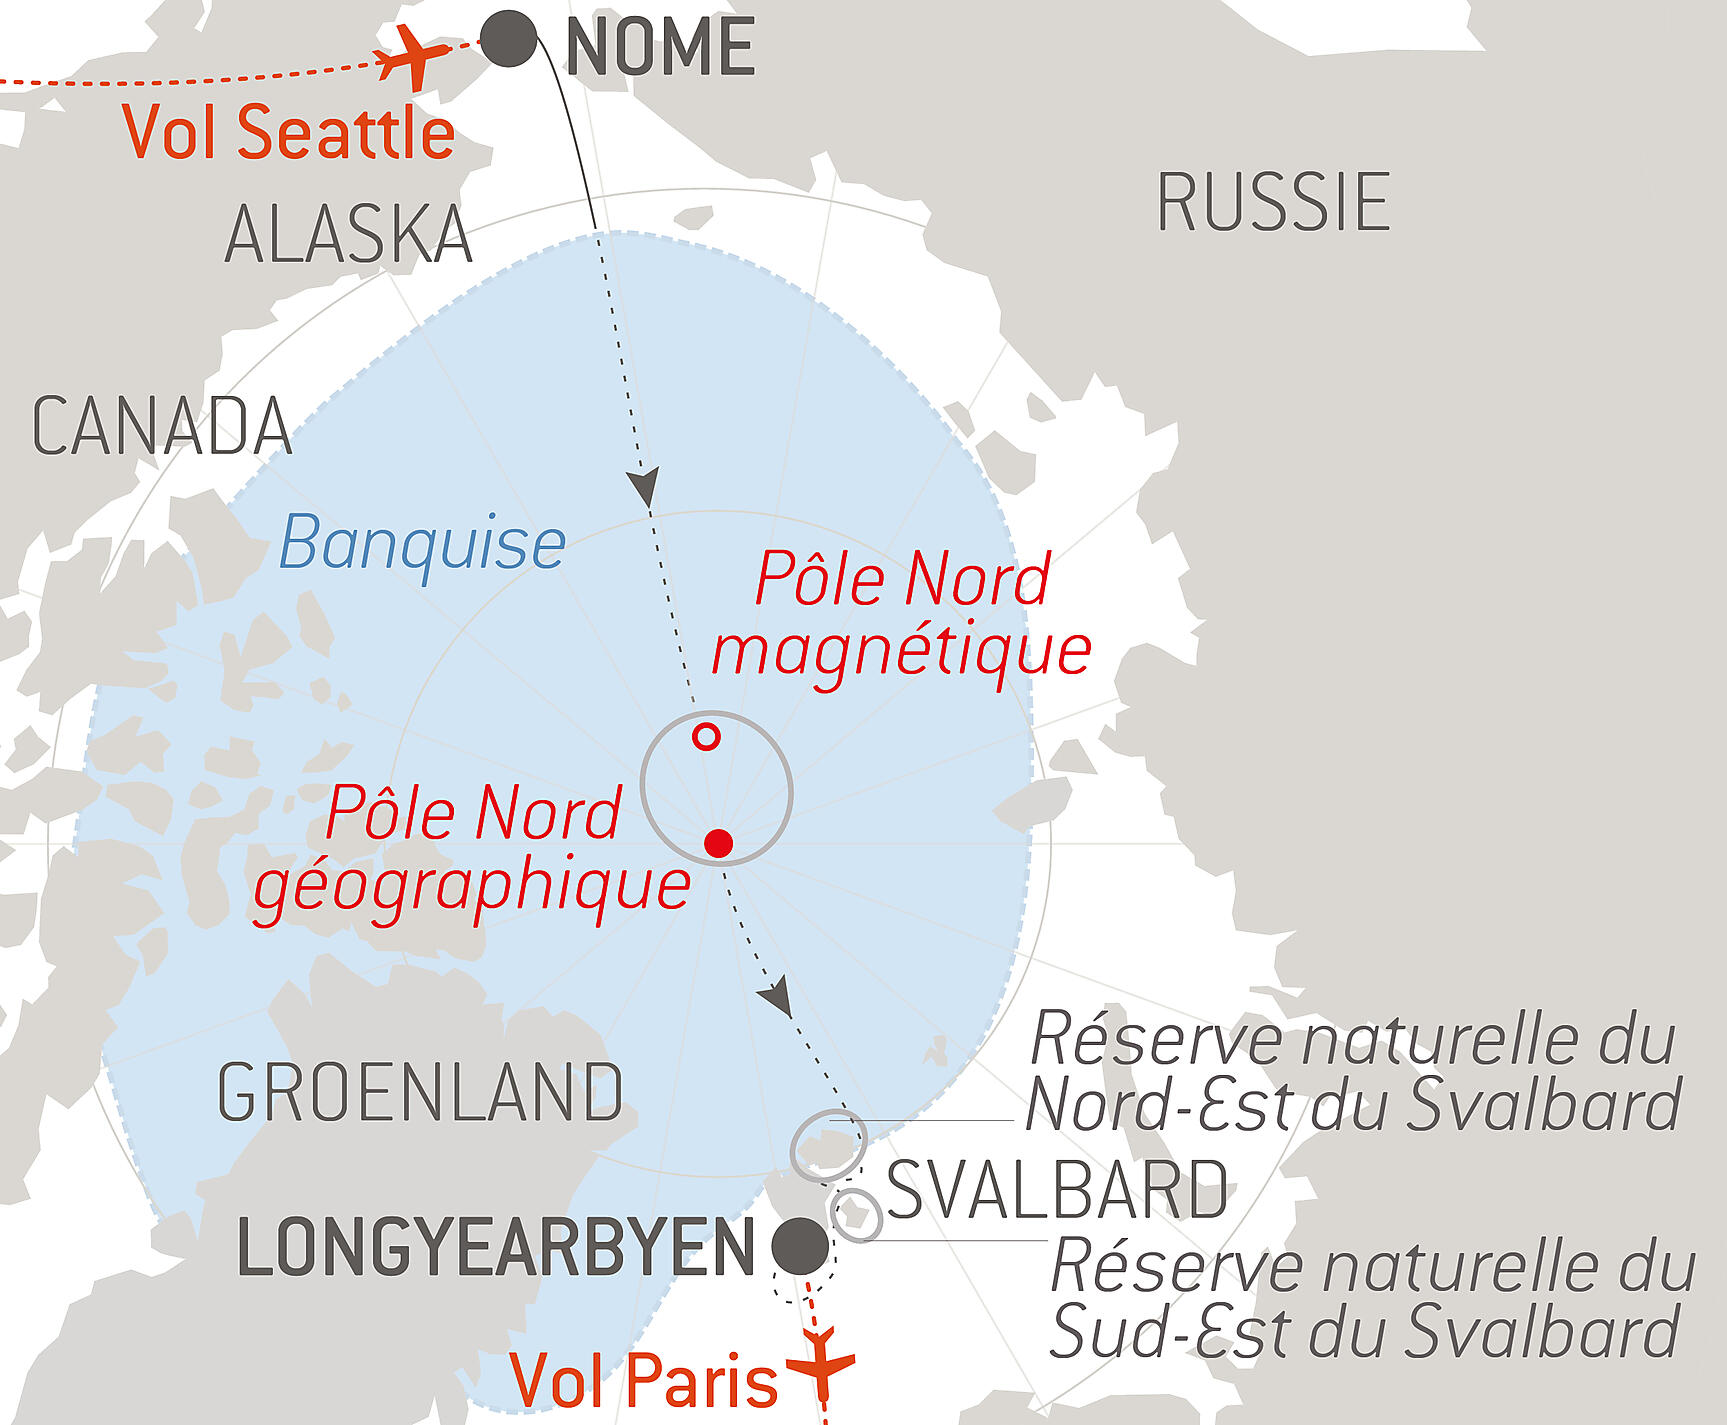 NOME
Vol Seattle
RUSSIE
ALASKA
CANADA
Banquise
Pôle Nord
magnétique
Pôle Nord
géographique
Réserve naturelle du
Nord-Est du Svalbard
GROENLAND
SVALBARD
LONGYEARBYEN
Réserve naturelle du
Sud-Est du Svalbard
Vol Paris